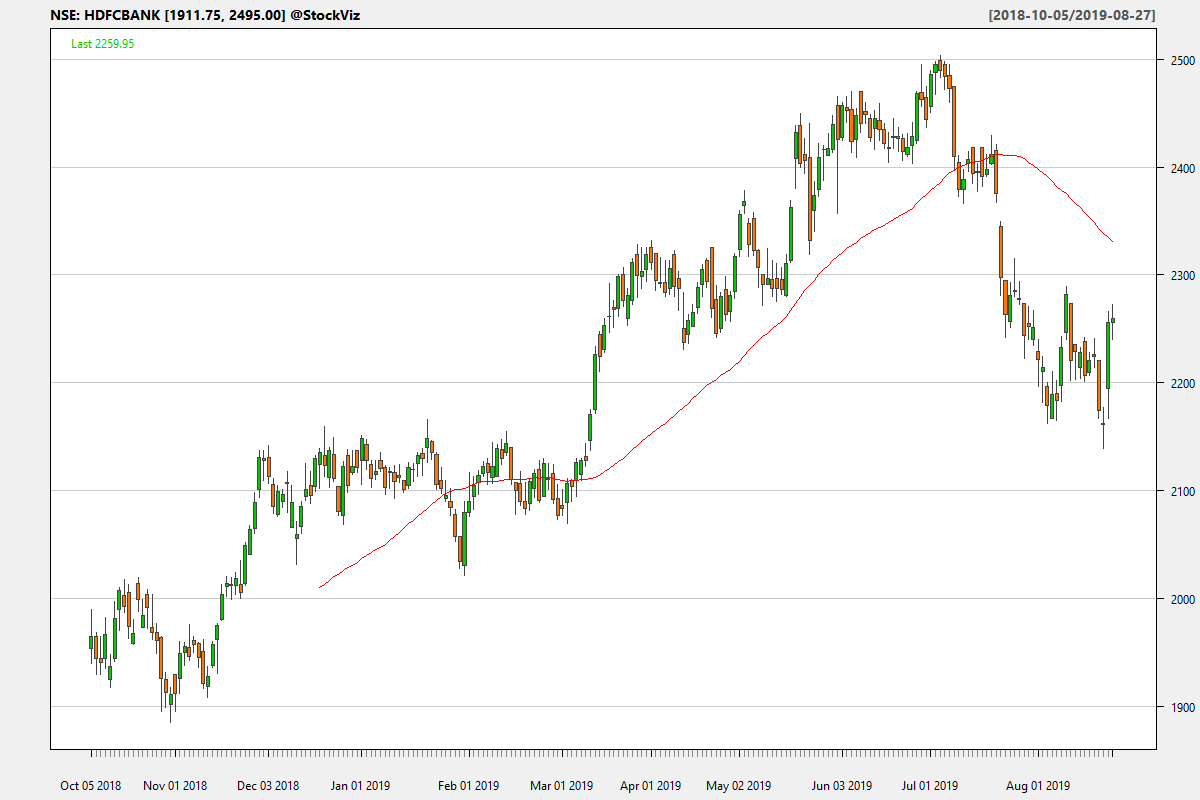 NSE: HDFCBANK [1911.75, 2495.00] @StockViz [2018-10-05/2019-08-27]
Last 2259.95
2500
2400
2300
2200
2100
2000
1900
Oct 05 2018 Nov 01 2018 Dec 03 2018 Jan 01 2019 Feb 01 2019 Mar 01 2019 Apr 01 2019 May 02 2019 Jun 03 2019 Jul 01 2019 Aug 01 2019